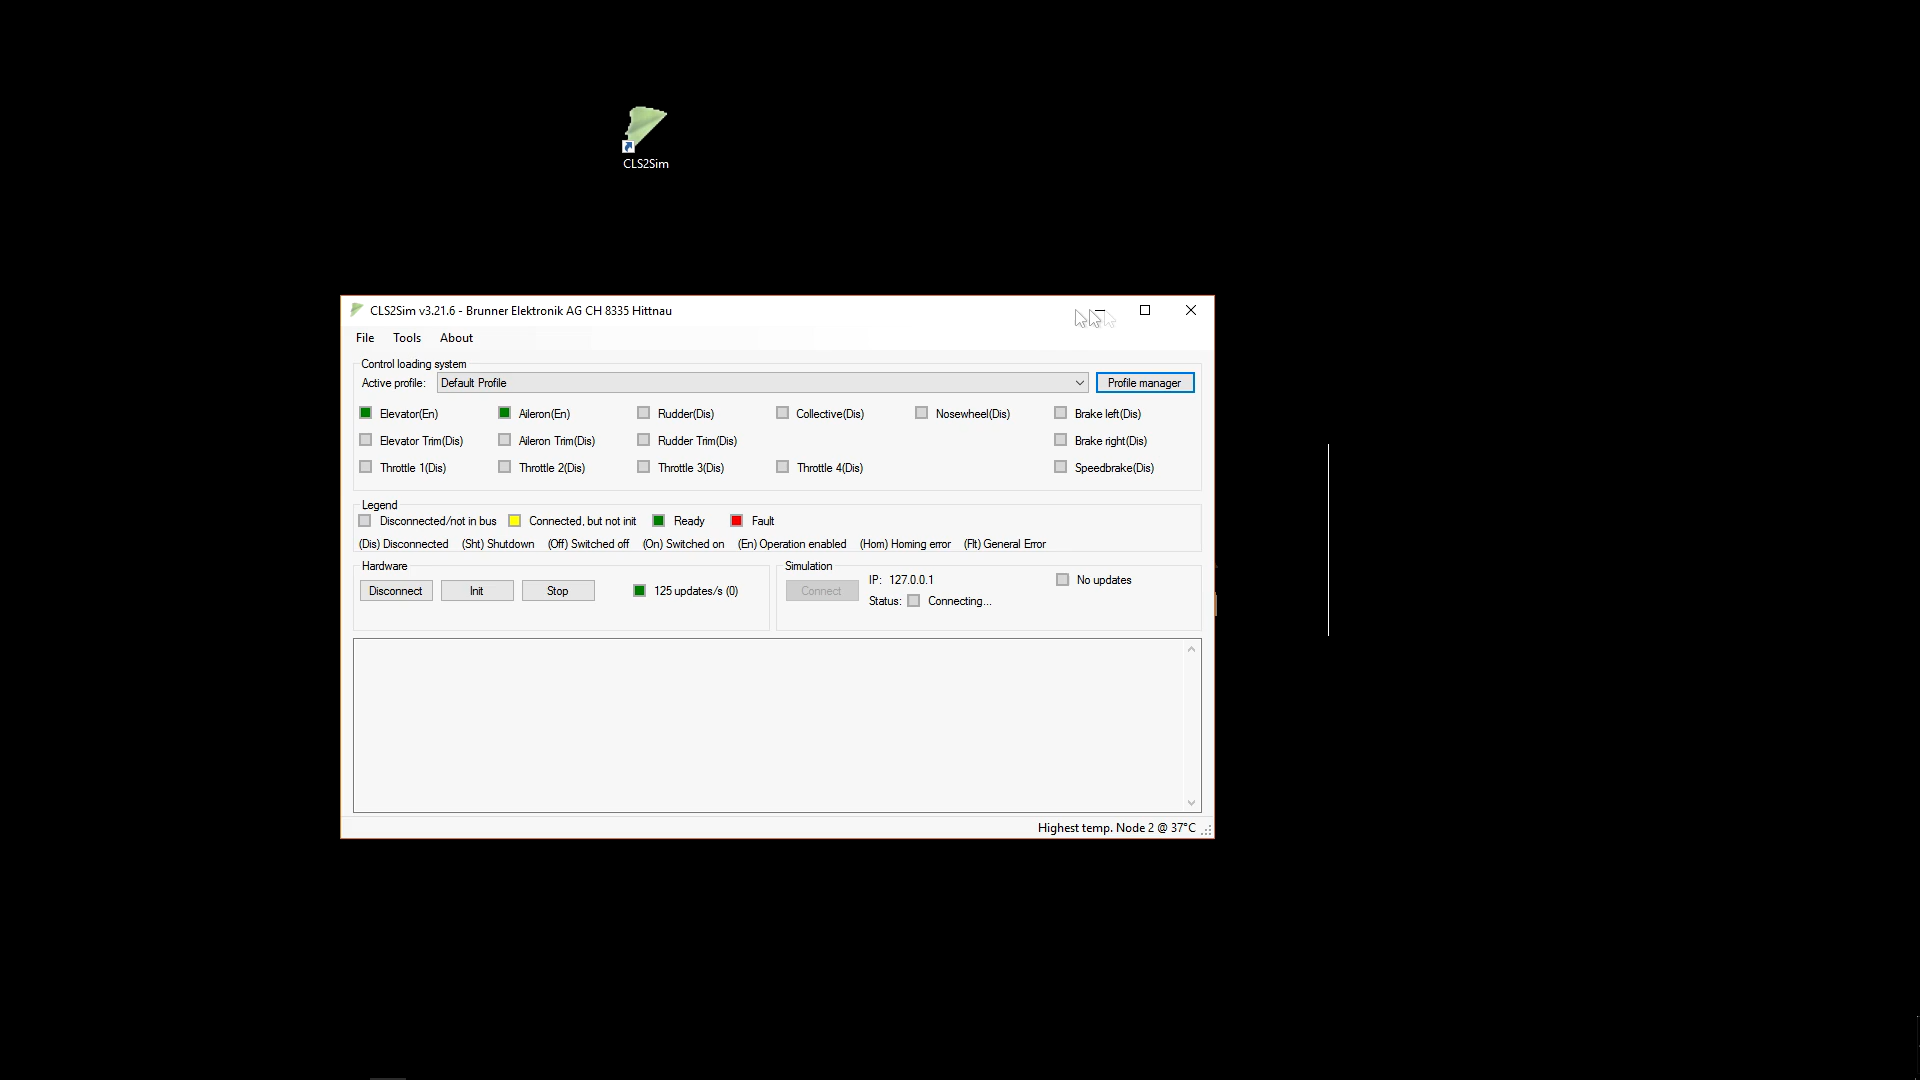 CLS2Sim
CLS2Sim v3.21.6 - Brunner Elektronik AG CH 8335 Hittnau
File Tools About
Control loading system
Active profile: Default Profile Profile manager
Elevator(En) Aileron(En) Rudder(Dis) Collective(Dis) Nosewheel(Dis) Brake left(Dis)
Elevator Trim(Dis) Aileron Trim(Dis) Rudder Trim(Dis) Brake right(Dis)
Throttle 1(Dis) Throttle 2(Dis) Throttle 3(Dis) Throttle 4(Dis) Speedbrake(Dis)
Legend
Disconnected/not in bus Connected, but not init Ready Fault
(Dis) Disconnected (Sht) Shutdown (Off) Switched off (On) Switched on (En) Operation enabled (Hom) Homing error (Flt) General Error
Hardware
Disconnect Init Stop 125 updates/s (0)
Simulation
Connect IP: 127.0.0.1 No updates
Status: Connecting...
Highest temp. Node 2 @ 37°C